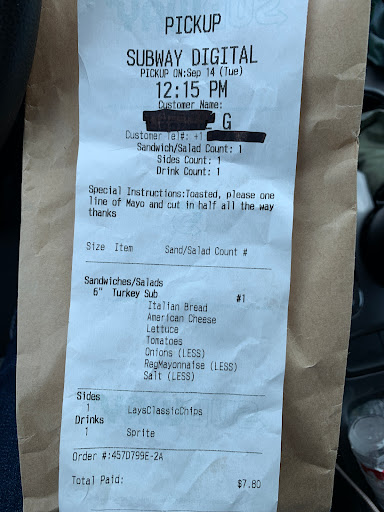 PICKUP
SUBWAY DIGITAL
PICKUP ON:Sep 14 (Tue)
12:15 PM
Customer Name:
G
Customer Tel#: +1
Sandwich/Salad Count: 1
Sides Count: 1
Drink Count: 1
Special Instructions:Toasted, please one
line of Mayo and cut in half all the way
thanks
Size Item Sand/Salad Count #
Sandwiches/Salads
6" Turkey Sub #1
Italian Bread
American Cheese
Lettuce
Tomatoes
Onions (LESS)
RegMayonnaise (LESS)
Salt (LESS)
Sides
1 LaysClassicChips
Drinks
1 Sprite
Order #:457D799E-2A
Total Paid: $7.80